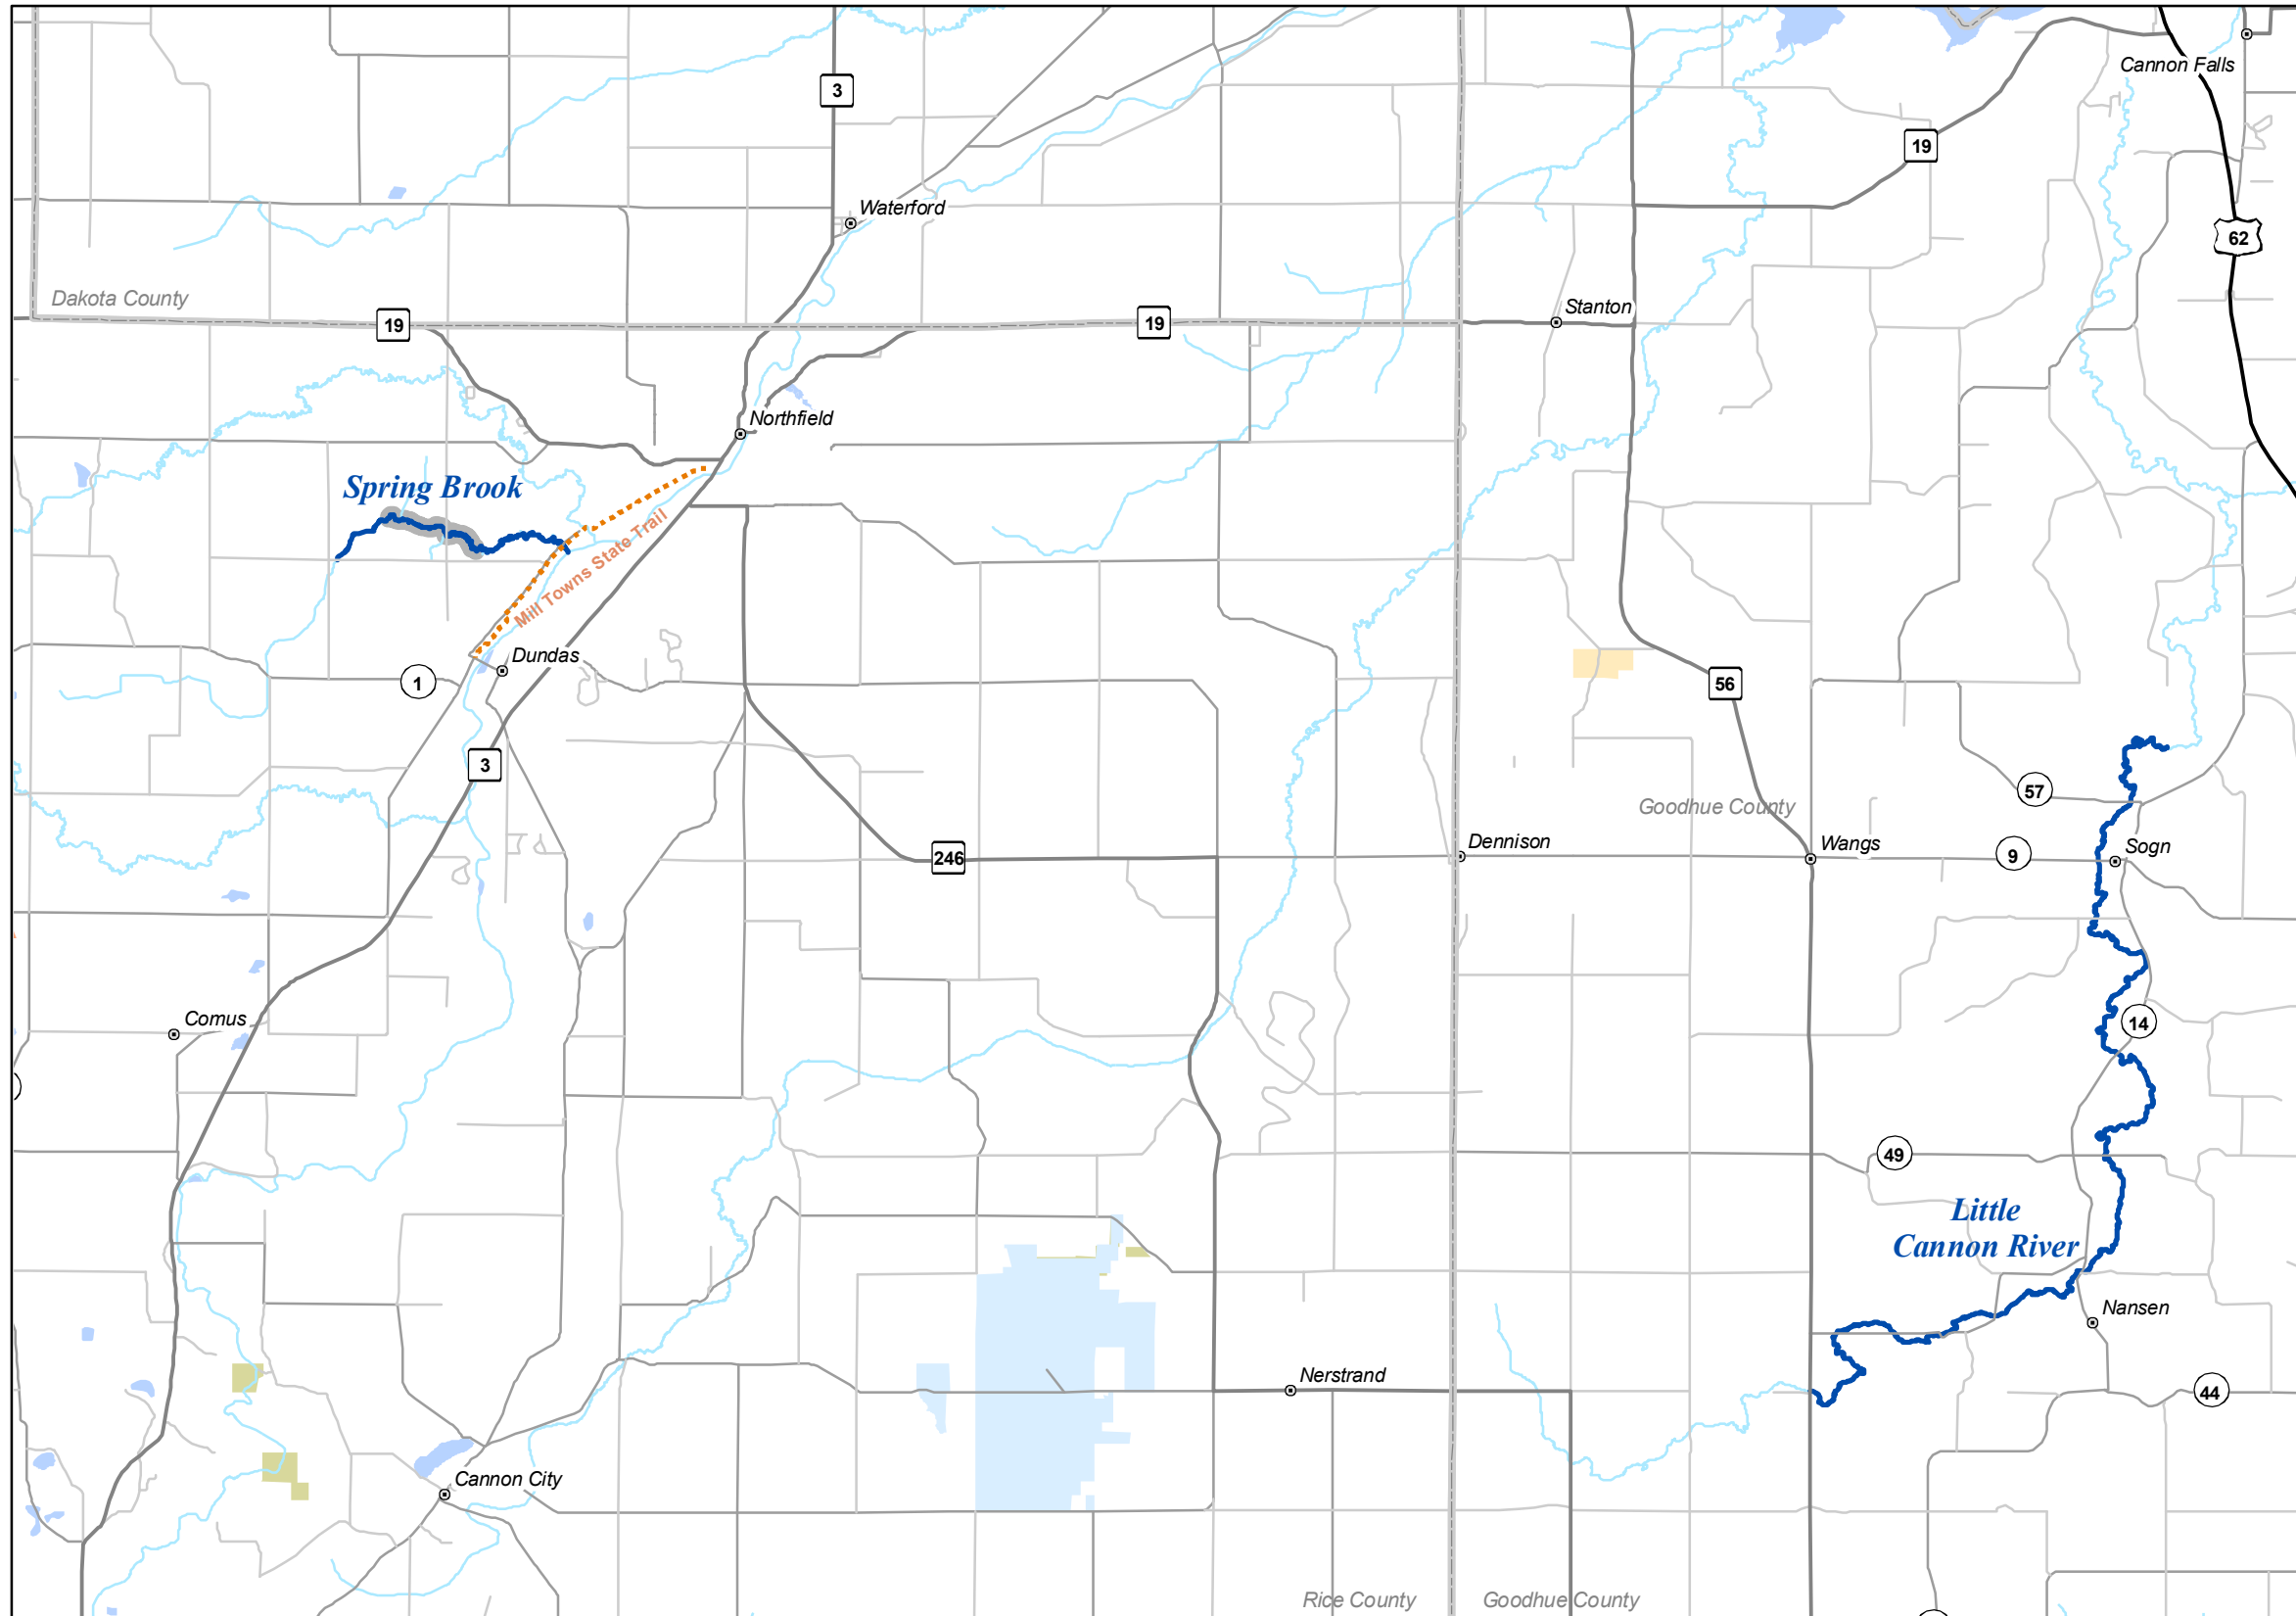 Cannon Falls
3
19
Waterford
62
Dakota County
19
19
Stanton
Northfield
Spring Brook
Mill Towns State Trail
Dundas
1
56
3
57
Goodhue County
246
Dennison
Wangs
9
Sogn
Comus
14
49
Little
Cannon River
Nansen
Nerstrand
44
Cannon City
Rice County
Goodhue County